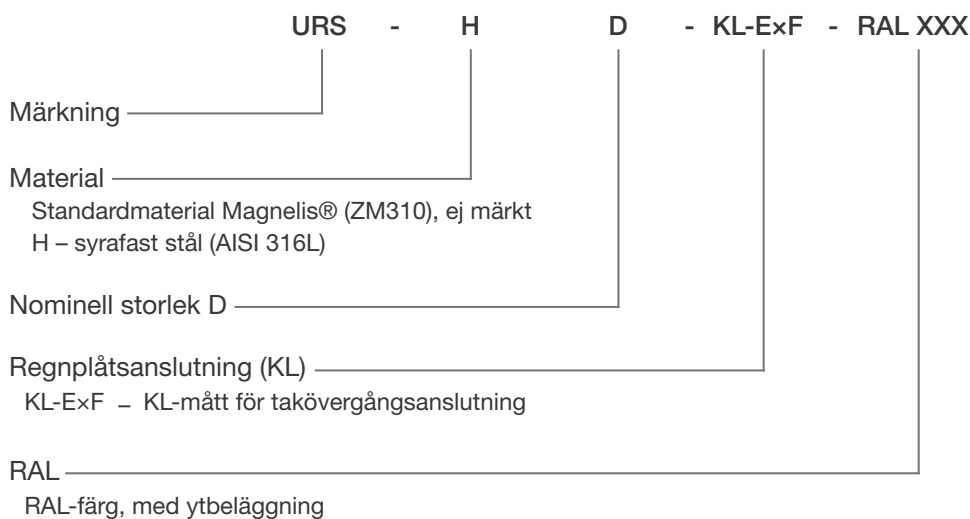 URS - H D - KL-E×F - RAL XXX
Märkning
Material
Standardmaterial Magnelis® (ZM310), ej märkt
H – syrafast stål (AISI 316L)
Nominell storlek D
Regnplåtsanslutning (KL)
KL-E×F – KL-mått för takövergångsanslutning
RAL
RAL-färg, med ytbeläggning